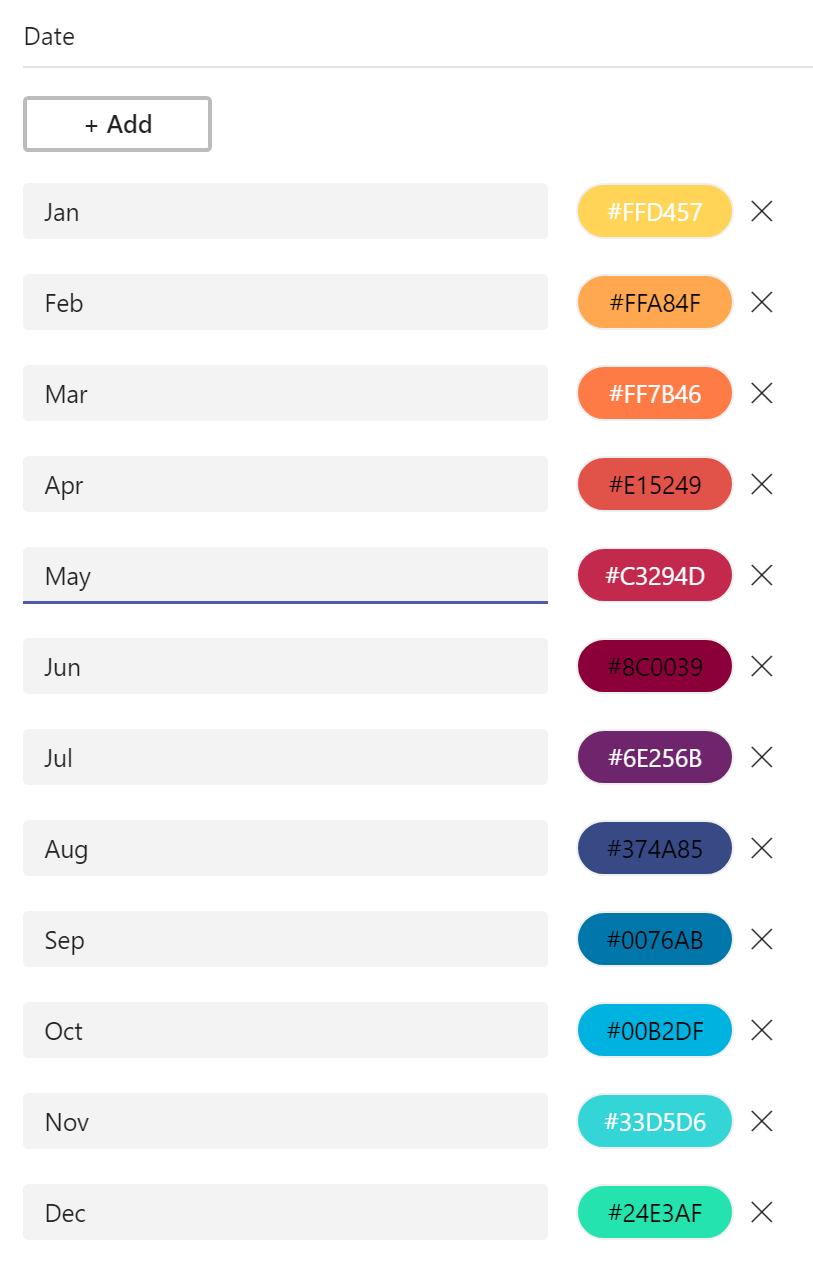 Date
+ Add
Jan #FFD457
Feb #FFA84F
Mar #FF7B46
Apr #E15249
May #C3294D
Jun #8C0039
Jul #6E256B
Aug #374A85
Sep #0076AB
Oct #00B2DF
Nov #33D5D6
Dec #24E3AF